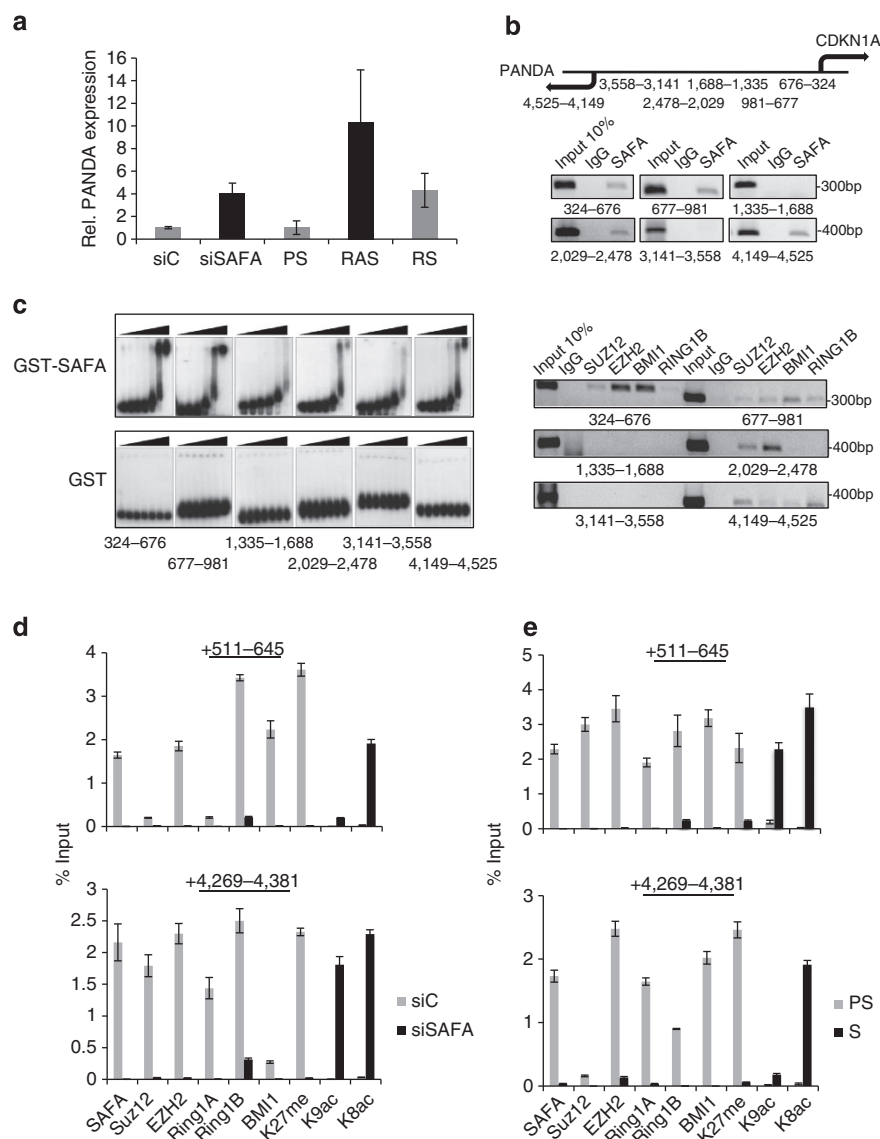 a
Rel. PANDA expression
16
14
12
10
8
6
4
2
0
siC siSAFA PS RAS RS
b
CDKN1A
PANDA
3,558–3,141 1,688–1,335 676–324
4,525–4,149 2,478–2,029 981–677
Input 10% IgG SAFA Input IgG SAFA Input IgG SAFA
-300bp
324–676 677–981 1,335–1,688
-400bp
2,029–2,478 3,141–3,558 4,149–4,525
c
GST-SAFA
GST
324–676 1,335–1,688 3,141–3,558
677–981 2,029–2,478 4,149–4,525
Input 10% IgG SUZ12 EZH2 BMI1 RING1B Input IgG SUZ12 EZH2 BMI1 RING1B
-300bp
324–676 677–981
-400bp
1,335–1,688 2,029–2,478
-400bp
3,141–3,558 4,149–4,525
d
+511–645
4
3
2
1
0
% Input
+4,269–4,381
3
2.5
2
1.5
1
0.5
0
siC
siSAFA
SAFA Suz12 EZH2 Ring1A Ring1B BMI1 K27me K9ac K8ac
e
+511–645
5
4
3
2
1
0
% Input
+4,269–4,381
3
2
1
0
PS
S
SAFA Suz12 EZH2 Ring1A Ring1B BMI1 K27me K9ac K8ac